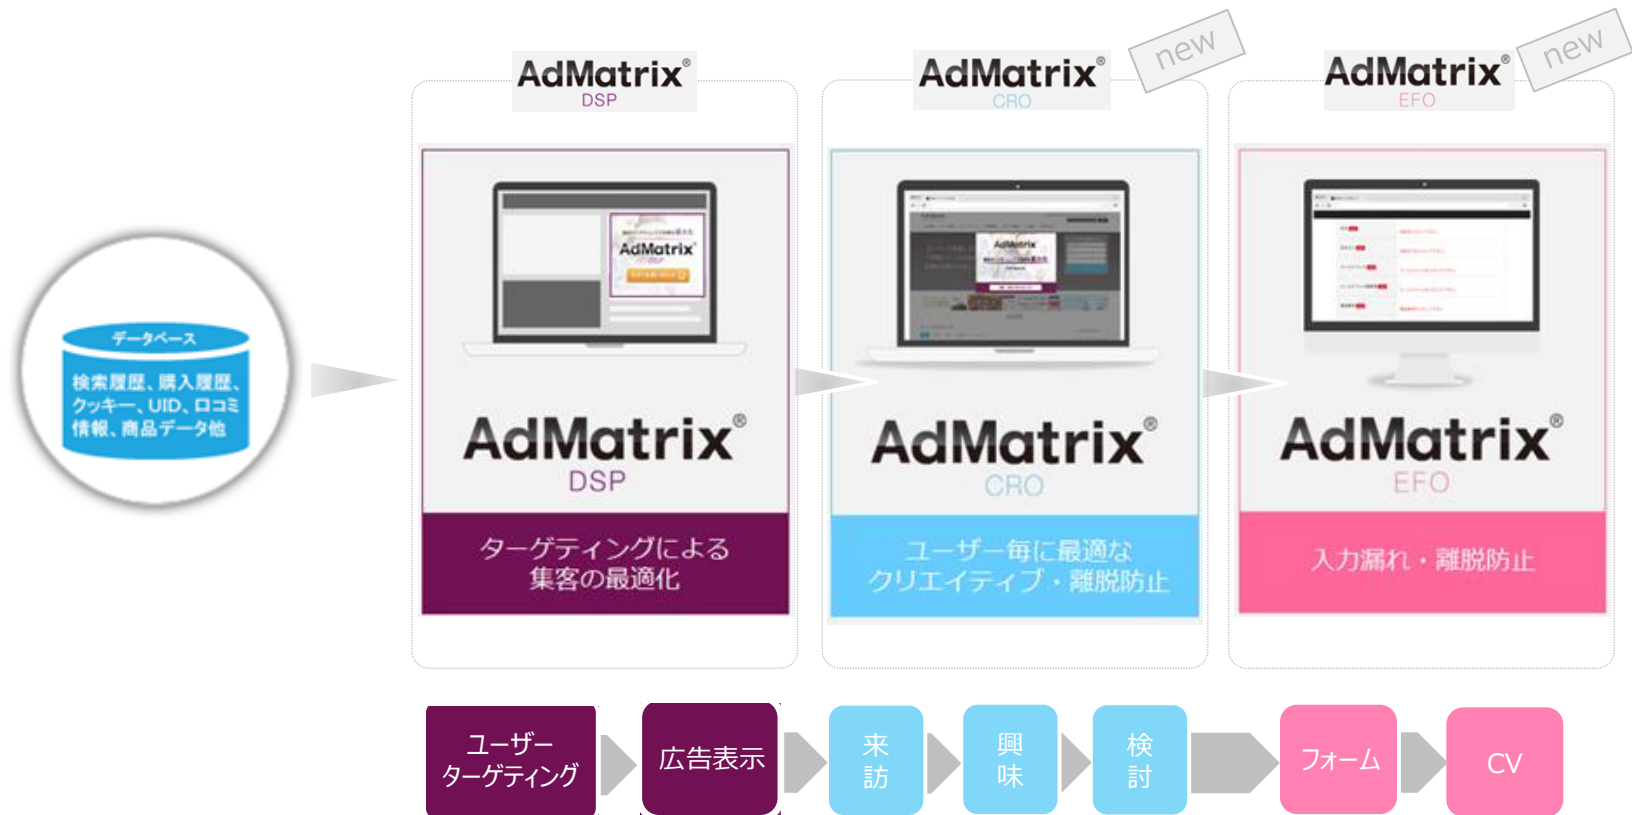 AdMatrix®
DSP
AdMatrix®
CRO
new
AdMatrix®
EFO
new
データベース
検索履歴、購入履歴、
クッキー、UID、口コミ
情報、商品データ他
AdMatrix
DSP
AdMatrix
AdMatrix®
DSP
ターゲティングによる
集客の最適化
AdMatrix®
CRO
ユーザー毎に最適な
クリエイティブ・離脱防止
AdMatrix®
EFO
入力漏れ・離脱防止
ユーザー
ターゲティング
広告表示
来
訪
興
味
検
討
フォーム
CV